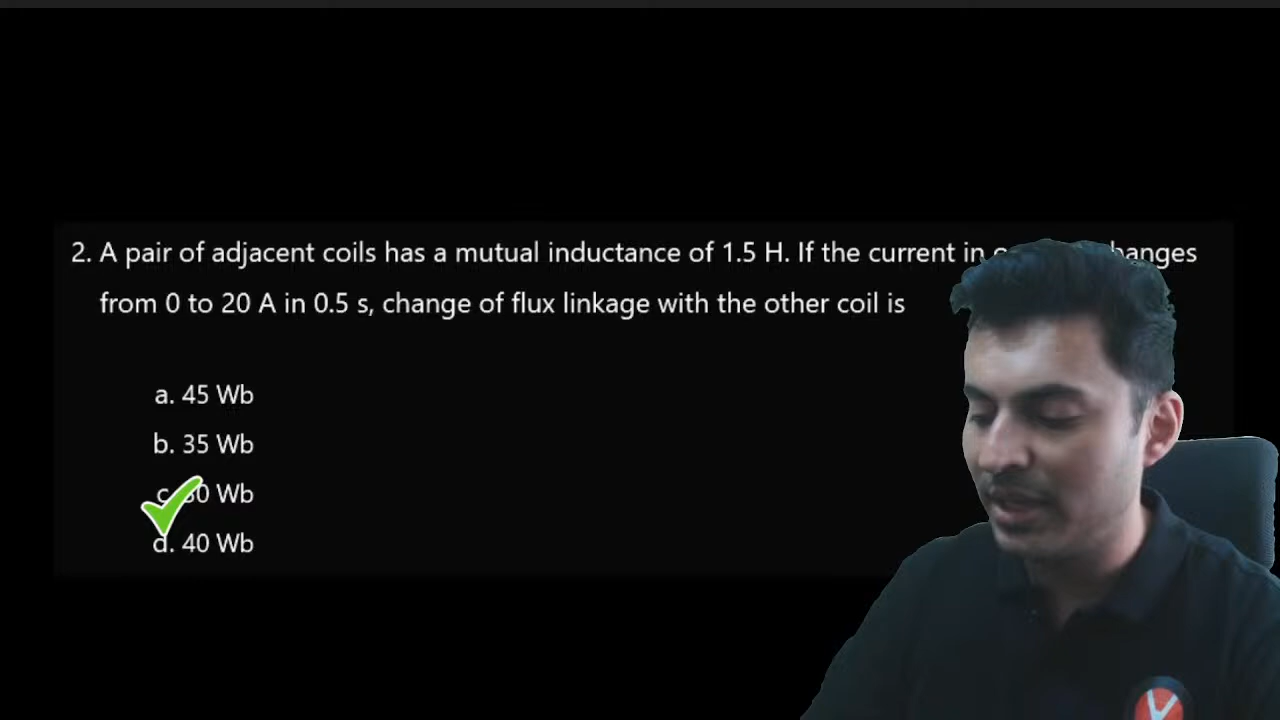 2. A pair of adjacent coils has a mutual inductance of 1.5 H. If the current in
from 0 to 20 A in 0.5 s, change of flux linkage with the other coil is
a. 45 Wb
b. 35 Wb
c. Wb
d. 40 Wb